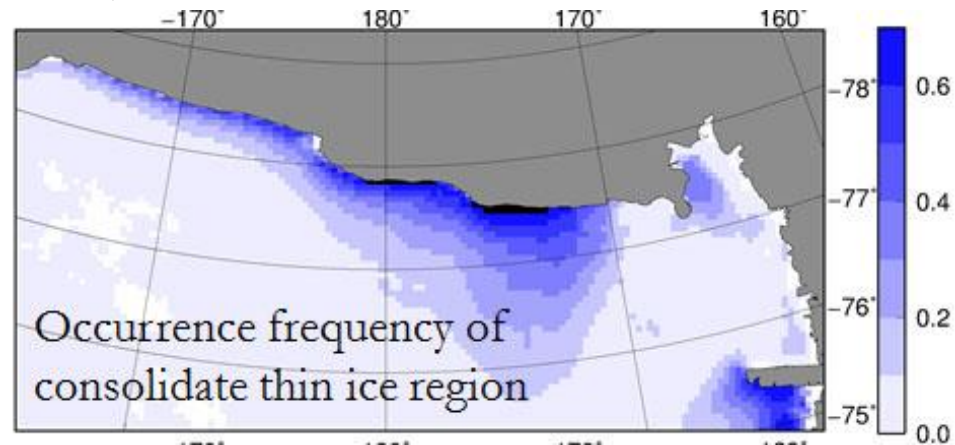 -170° 180° 170° 160°
-78°
0.6
-77°
0.4
-76°
0.2
Occurrence frequency of
consolidate thin ice region
-75°
0.0